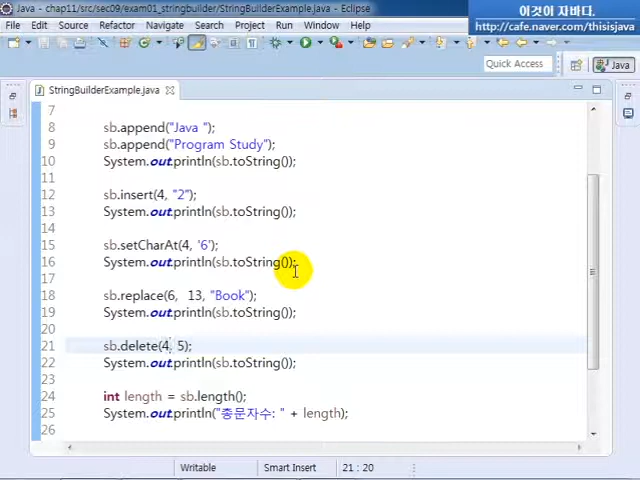 Java - chap11/src/sec09/exam01_stringbuilder/StringBuilderExample.java - Eclipse
이것이 자바다.
http://cafe.naver.com/thisisjava
File Edit Source Refactor Navigate Search Project Run Window Help
Quick Access
Java
StringBuilderExample.java
7
8 sb.append("Java ");
9 sb.append("Program Study");
10 System.out.println(sb.toString());
11
12 sb.insert(4, "2");
13 System.out.println(sb.toString());
14
15 sb.setCharAt(4, '6');
16 System.out.println(sb.toString());
17
18 sb.replace(6, 13, "Book");
19 System.out.println(sb.toString());
20
21 sb.delete(4, 5);
22 System.out.println(sb.toString());
23
24 int length = sb.length();
25 System.out.println("총문자수: " + length);
26
Writable Smart Insert 21 : 20